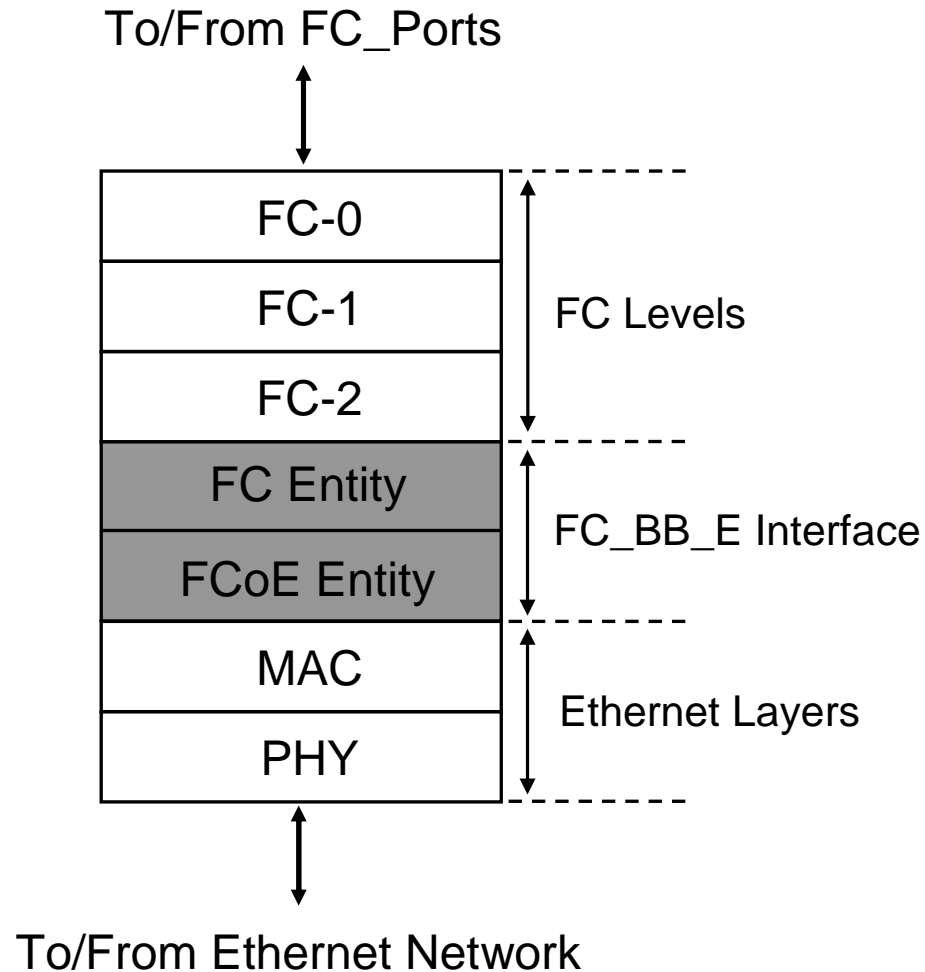 To/From FC_Ports
FC-0
FC-1
FC Levels
FC-2
FC Entity
FC_BB_E Interface
FCoE Entity
MAC
Ethernet Layers
PHY
To/From Ethernet Network